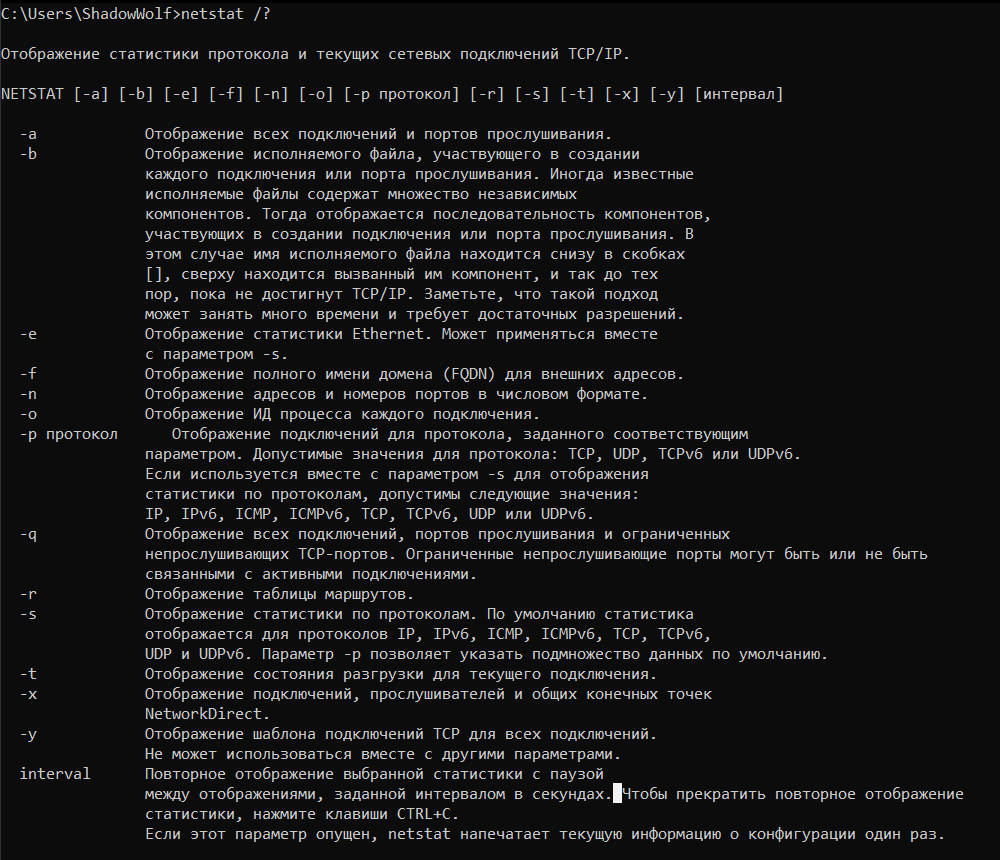 C:\Users\ShadowWolf>netstat /?
Отображение статистики протокола и текущих сетевых подключений TCP/IP.
NETSTAT [-a] [-b] [-e] [-f] [-n] [-o] [-p протокол] [-r] [-s] [-t] [-x] [-y] [интервал]
-a Отображение всех подключений и портов прослушивания.
-b Отображение исполняемого файла, участвующего в создании
каждого подключения или порта прослушивания. Иногда известные
исполняемые файлы содержат множество независимых
компонентов. Тогда отображается последовательность компонентов,
участвующих в создании подключения или порта прослушивания. В
этом случае имя исполняемого файла находится снизу в скобках
[], сверху находится вызванный им компонент, и так до тех
пор, пока не достигнут TCP/IP. Заметьте, что такой подход
может занять много времени и требует достаточных разрешений.
-e Отображение статистики Ethernet. Может применяться вместе
с параметром -s.
-f Отображение полного имени домена (FQDN) для внешних адресов.
-n Отображение адресов и номеров портов в числовом формате.
-o Отображение ИД процесса каждого подключения.
-p протокол Отображение подключений для протокола, заданного соответствующим
параметром. Допустимые значения для протокола: TCP, UDP, TCPv6 или UDPv6.
Если используется вместе с параметром -s для отображения
статистики по протоколам, допустимы следующие значения:
IP, IPv6, ICMP, ICMPv6, TCP, TCPv6, UDP или UDPv6.
-q Отображение всех подключений, портов прослушивания и ограниченных
непрослушивающих TCP-портов. Ограниченные непрослушивающие порты могут быть или не быть
связанными с активными подключениями.
-r Отображение таблицы маршрутов.
-s Отображение статистики по протоколам. По умолчанию статистика
отображается для протоколов IP, IPv6, ICMP, ICMPv6, TCP, TCPv6,
UDP и UDPv6. Параметр -p позволяет указать подмножество данных по умолчанию.
-t Отображение состояния разгрузки для текущего подключения.
-x Отображение подключений, прослушивателей и общих конечных точек
NetworkDirect.
-y Отображение шаблона подключений TCP для всех подключений.
Не может использоваться вместе с другими параметрами.
interval Повторное отображение выбранной статистики с паузой
между отображениями, заданной интервалом в секундах. Чтобы прекратить повторное отображение
статистики, нажмите клавиши CTRL+C.
Если этот параметр опущен, netstat напечатает текущую информацию о конфигурации один раз.